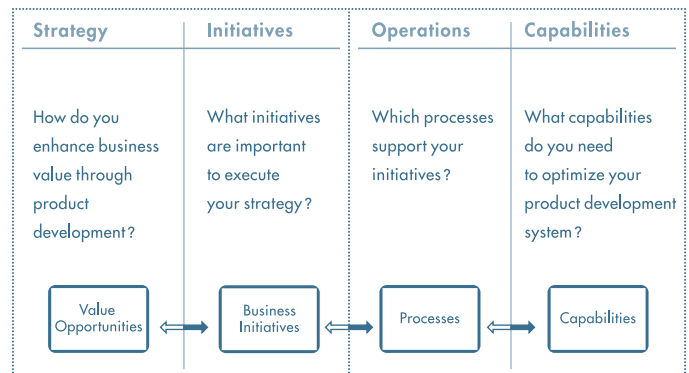 Strategy
Initiatives
Operations
Capabilities
How do you
enhance business
value through
product
development?
What initiatives
are important
to execute
your strategy?
Which processes
support your
initiatives?
What capabilities
do you need
to optimize your
product development
system?
Value
Opportunities
Business
Initiatives
Processes
Capabilities